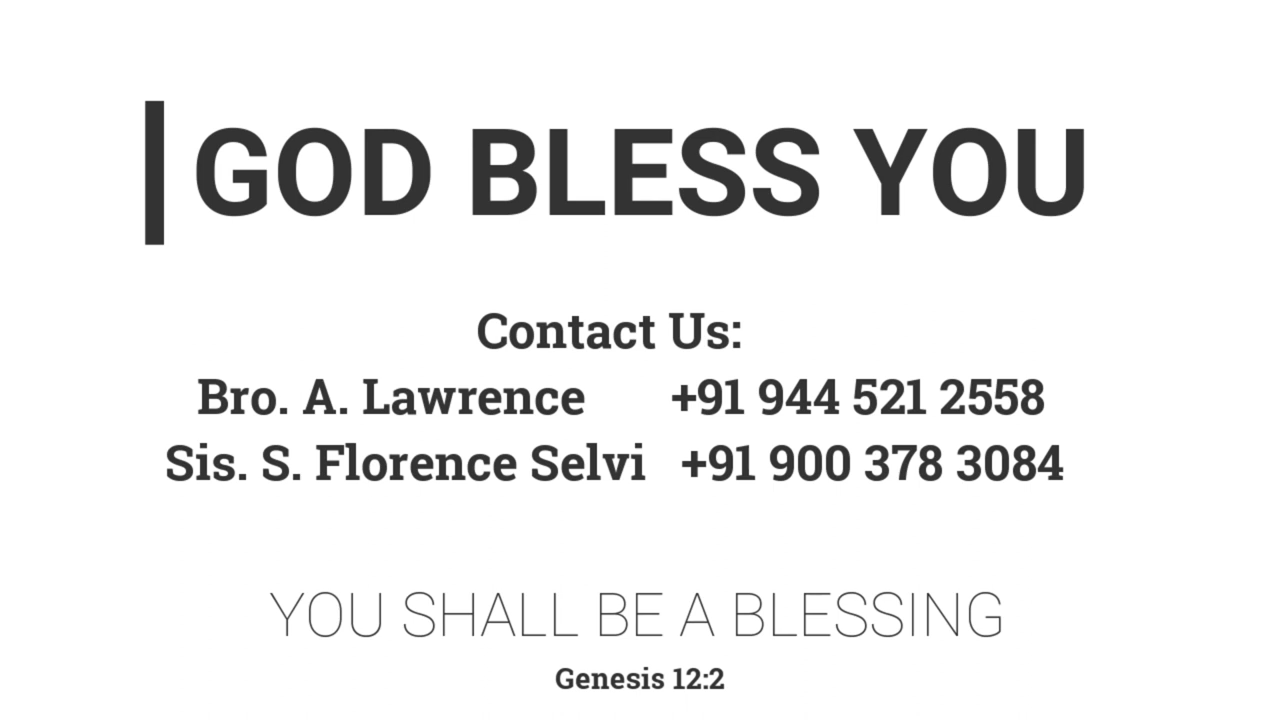 GOD BLESS YOU
Contact Us:
Bro. A. Lawrence +91 944 521 2558
Sis. S. Florence Selvi +91 900 378 3084
YOU SHALL BE A BLESSING
Genesis 12:2